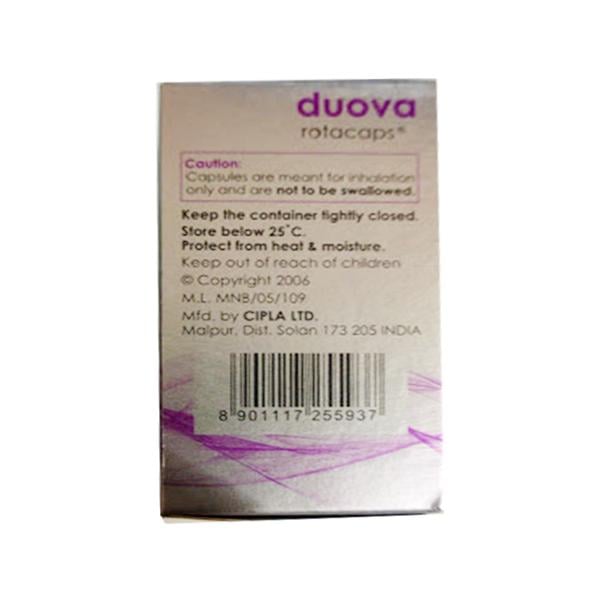 duova
rotacaps®
Caution:
Capsules are meant for inhalation
only and are not to be swallowed.
Keep the container tightly closed.
Store below 25°C.
Protect from heat & moisture.
Keep out of reach of children
© Copyright 2006
M.L. MNB/05/109
Mfd. by CIPLA LTD.
Malpur, Dist. Solan 173 205 INDIA
8 901117 255937